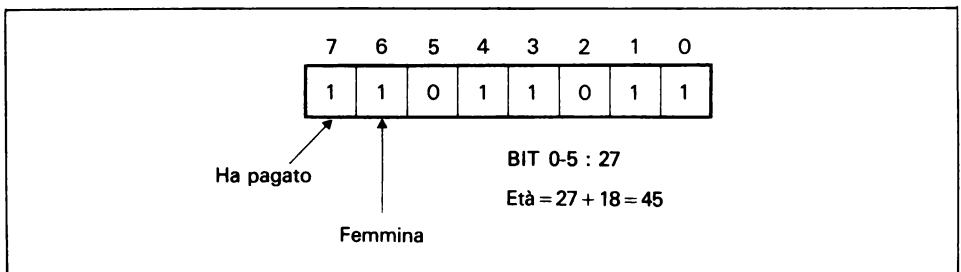 7 6 5 4 3 2 1 0
1 1 0 1 1 0 1 1
Ha pagato
BIT 0-5 : 27
Età = 27 + 18 = 45
Femmina